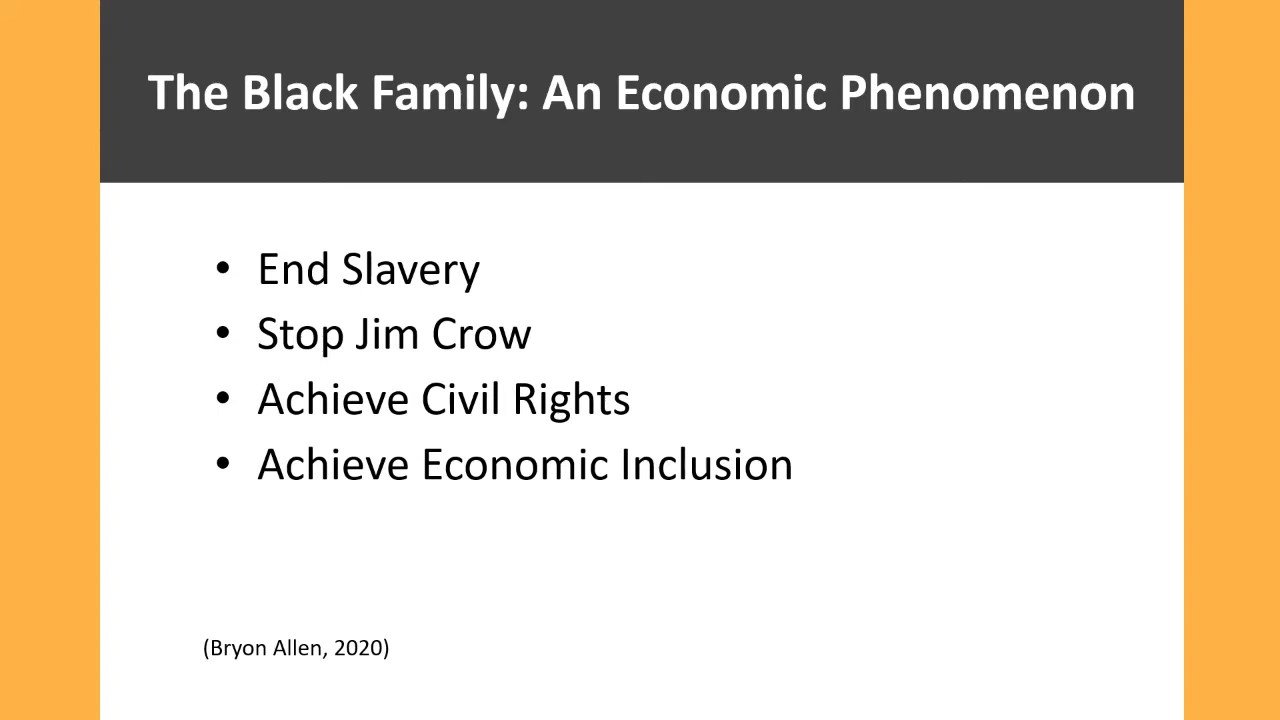 The Black Family: An Economic Phenomenon
• End Slavery
• Stop Jim Crow
• Achieve Civil Rights
• Achieve Economic Inclusion
(Bryon Allen, 2020)